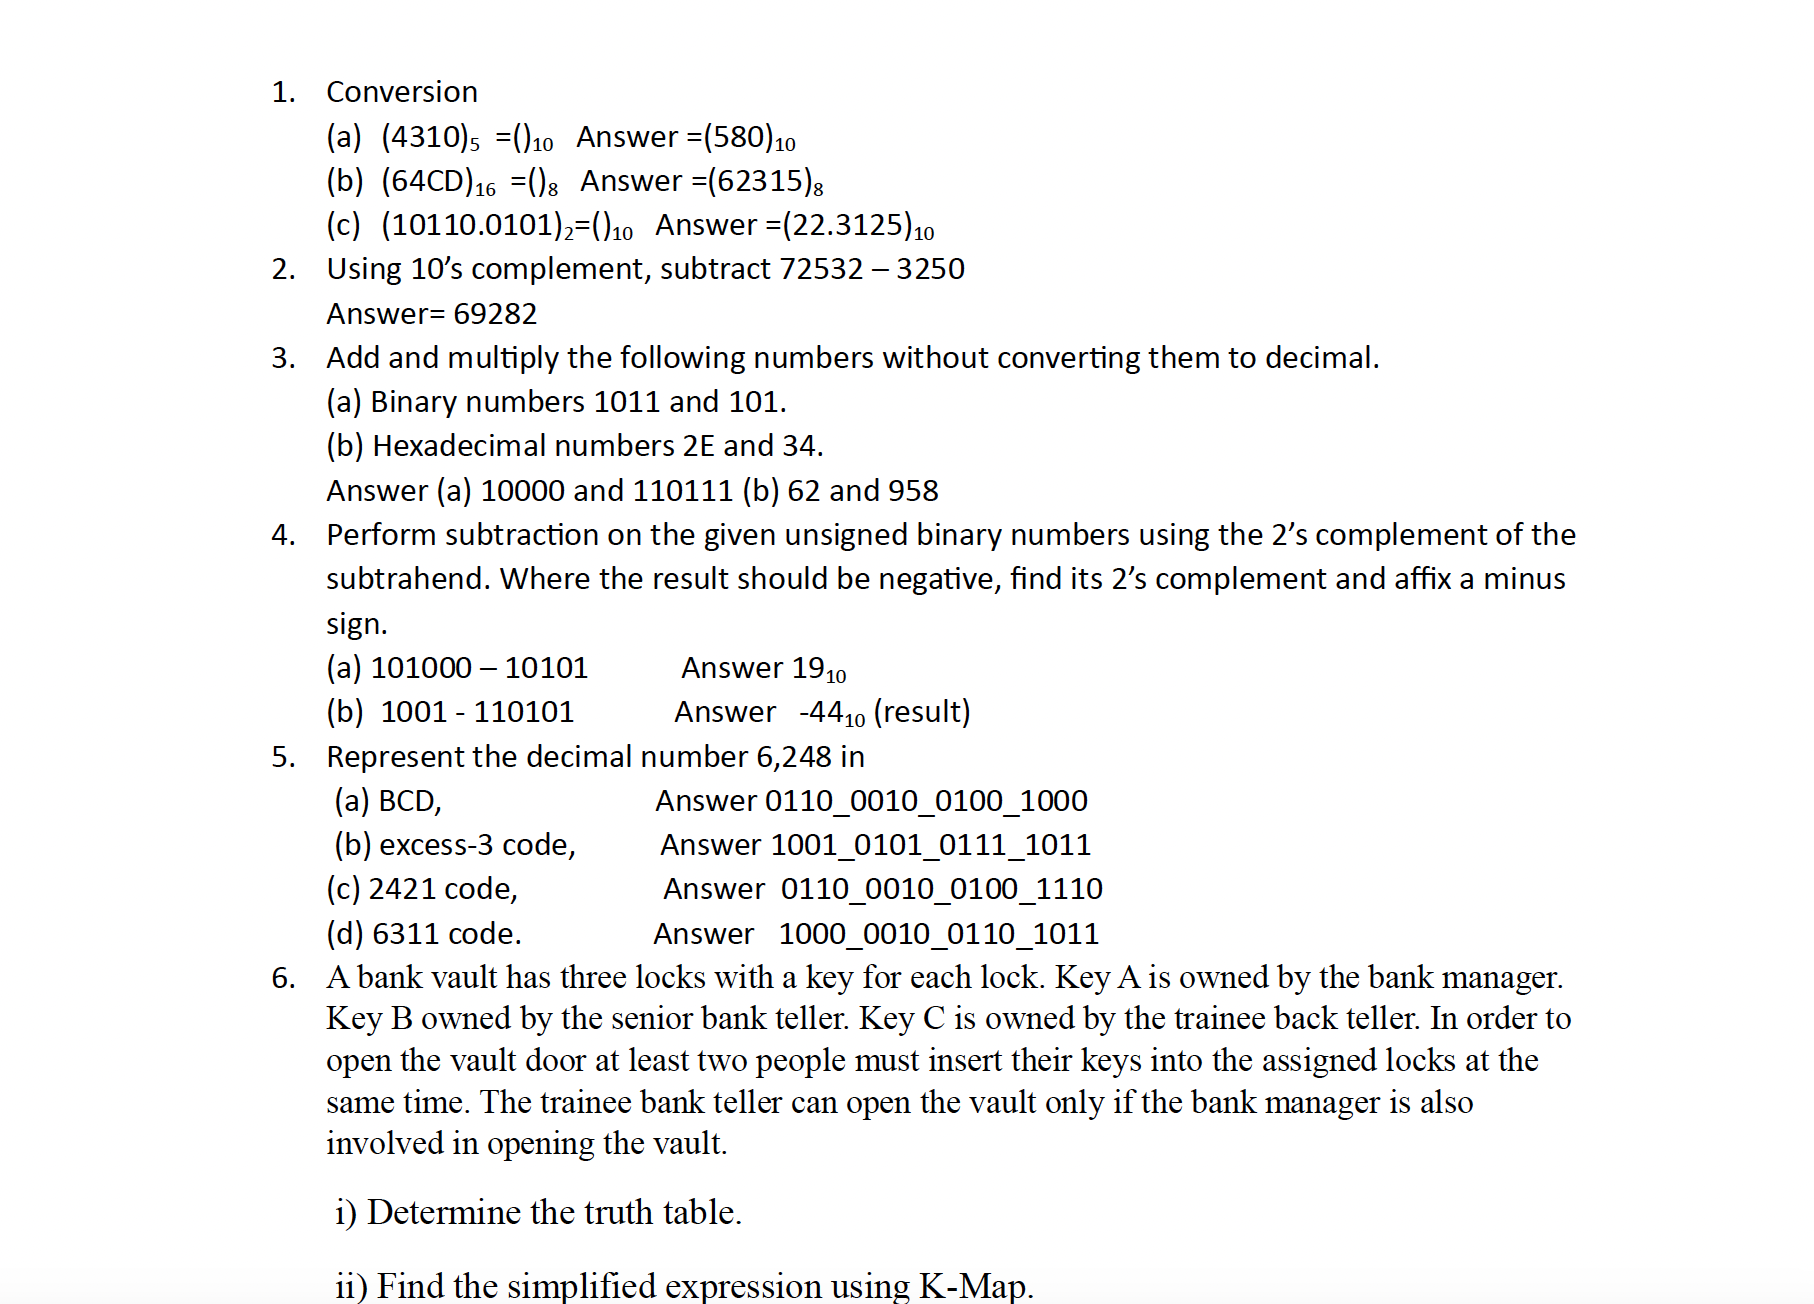 1. Conversion
(a) (4310)₅ =()₁₀ Answer =(580)₁₀
(b) (64CD)₁₆ =()₈ Answer =(62315)₈
(c) (10110.0101)₂=()₁₀ Answer =(22.3125)₁₀
2. Using 10’s complement, subtract 72532 – 3250
Answer= 69282
3. Add and multiply the following numbers without converting them to decimal.
(a) Binary numbers 1011 and 101.
(b) Hexadecimal numbers 2E and 34.
Answer (a) 10000 and 110111 (b) 62 and 958
4. Perform subtraction on the given unsigned binary numbers using the 2’s complement of the
subtrahend. Where the result should be negative, find its 2’s complement and affix a minus
sign.
(a) 101000 – 10101 Answer 19₁₀
(b) 1001 - 110101 Answer -44₁₀ (result)
5. Represent the decimal number 6,248 in
(a) BCD, Answer 0110_0010_0100_1000
(b) excess-3 code, Answer 1001_0101_0111_1011
(c) 2421 code, Answer 0110_0010_0100_1110
(d) 6311 code. Answer 1000_0010_0110_1011
6. A bank vault has three locks with a key for each lock. Key A is owned by the bank manager.
Key B owned by the senior bank teller. Key C is owned by the trainee back teller. In order to
open the vault door at least two people must insert their keys into the assigned locks at the
same time. The trainee bank teller can open the vault only if the bank manager is also
involved in opening the vault.
i) Determine the truth table.
ii) Find the simplified expression using K-Map.